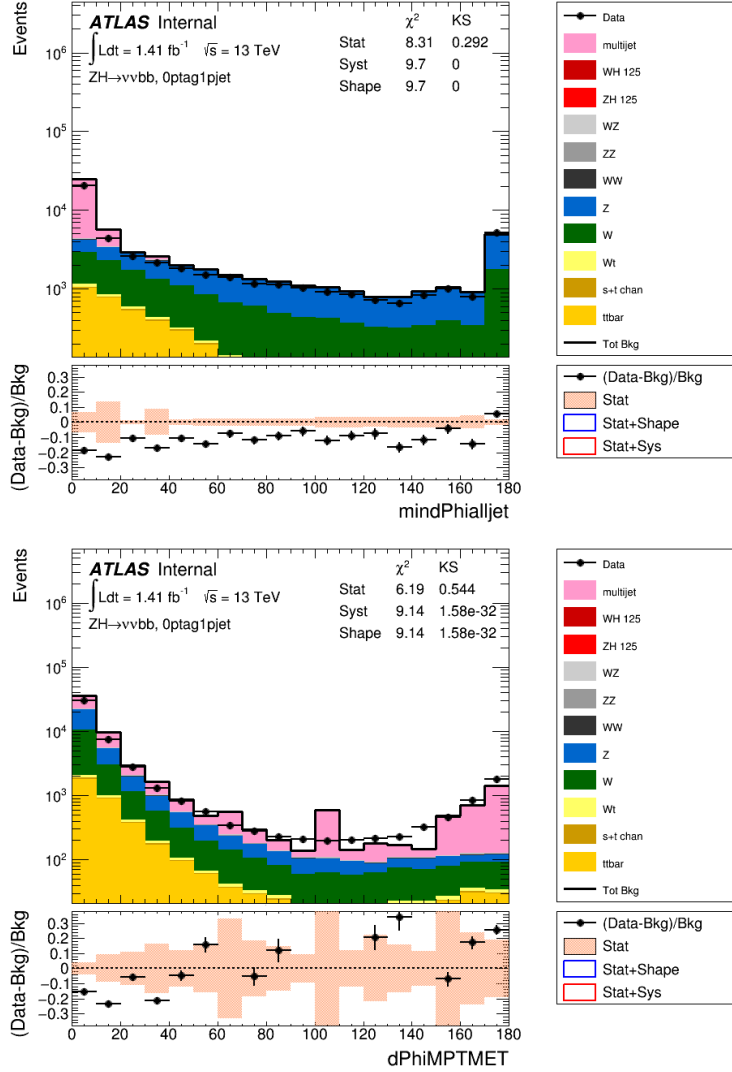 Events
ATLAS Internal
∫Ldt = 1.41 fb⁻¹ √s = 13 TeV
ZH→ννbb, 0ptag1pjet
χ² KS
Stat 8.31 0.292
Syst 9.7 0
Shape 9.7 0
10⁶
10⁵
10⁴
10³
Data
multijet
WH 125
ZH 125
WZ
ZZ
WW
Z
W
Wt
s+t chan
ttbar
Tot Bkg
(Data-Bkg)/Bkg
0.3
0.2
0.1
0
−0.1
−0.2
−0.3
0 20 40 60 80 100 120 140 160 180
mindPhialljet
(Data-Bkg)/Bkg
Stat
Stat+Shape
Stat+Sys
Events
ATLAS Internal
∫Ldt = 1.41 fb⁻¹ √s = 13 TeV
ZH→ννbb, 0ptag1pjet
χ² KS
Stat 6.19 0.544
Syst 9.14 1.58e-32
Shape 9.14 1.58e-32
10⁶
10⁵
10⁴
10³
10²
Data
multijet
WH 125
ZH 125
WZ
ZZ
WW
Z
W
Wt
s+t chan
ttbar
Tot Bkg
(Data-Bkg)/Bkg
0.3
0.2
0.1
0
−0.1
−0.2
−0.3
0 20 40 60 80 100 120 140 160 180
dPhiMPTMET
(Data-Bkg)/Bkg
Stat
Stat+Shape
Stat+Sys